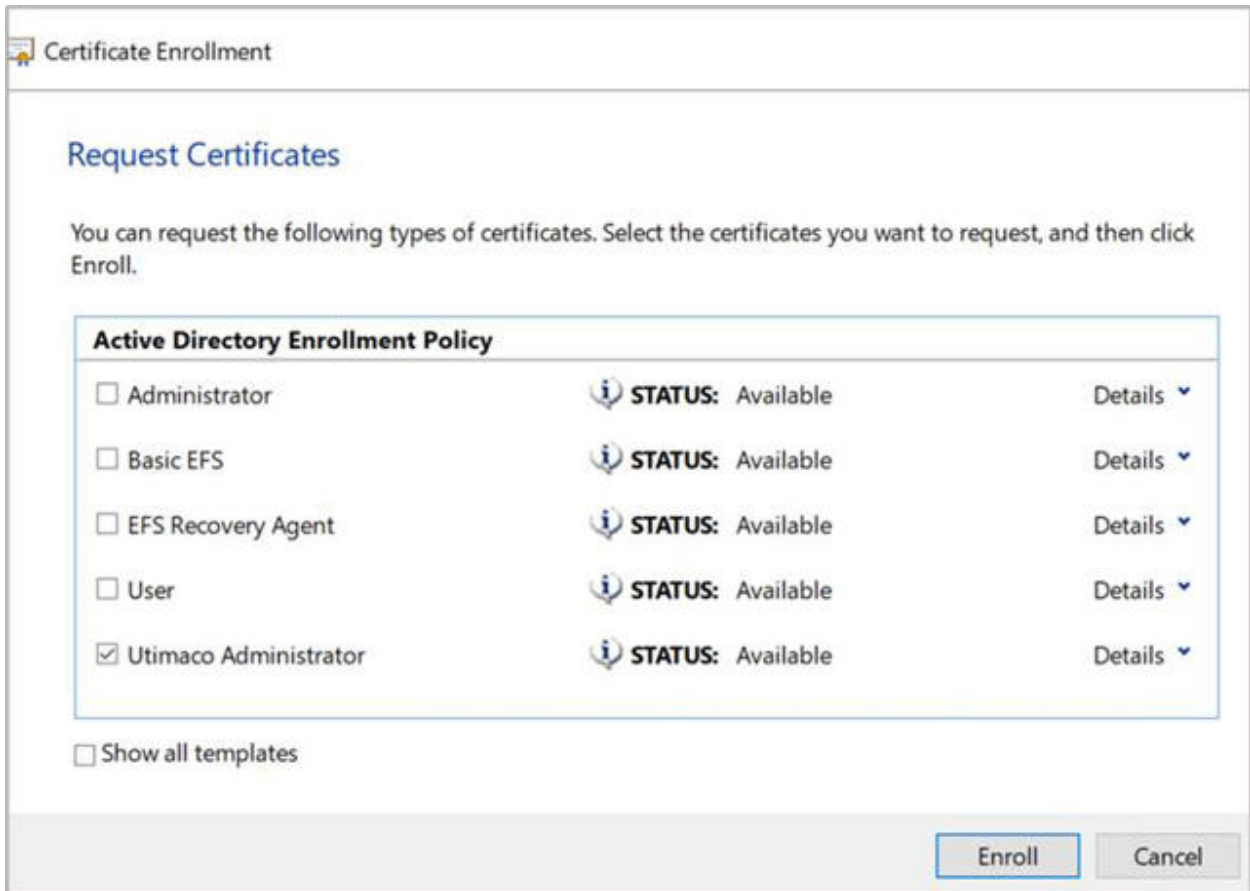 Certificate Enrollment
Request Certificates
You can request the following types of certificates. Select the certificates you want to request, and then click
Enroll.
Active Directory Enrollment Policy
Administrator STATUS: Available Details
Basic EFS STATUS: Available Details
EFS Recovery Agent STATUS: Available Details
User STATUS: Available Details
Utimaco Administrator STATUS: Available Details
Show all templates
Enroll Cancel